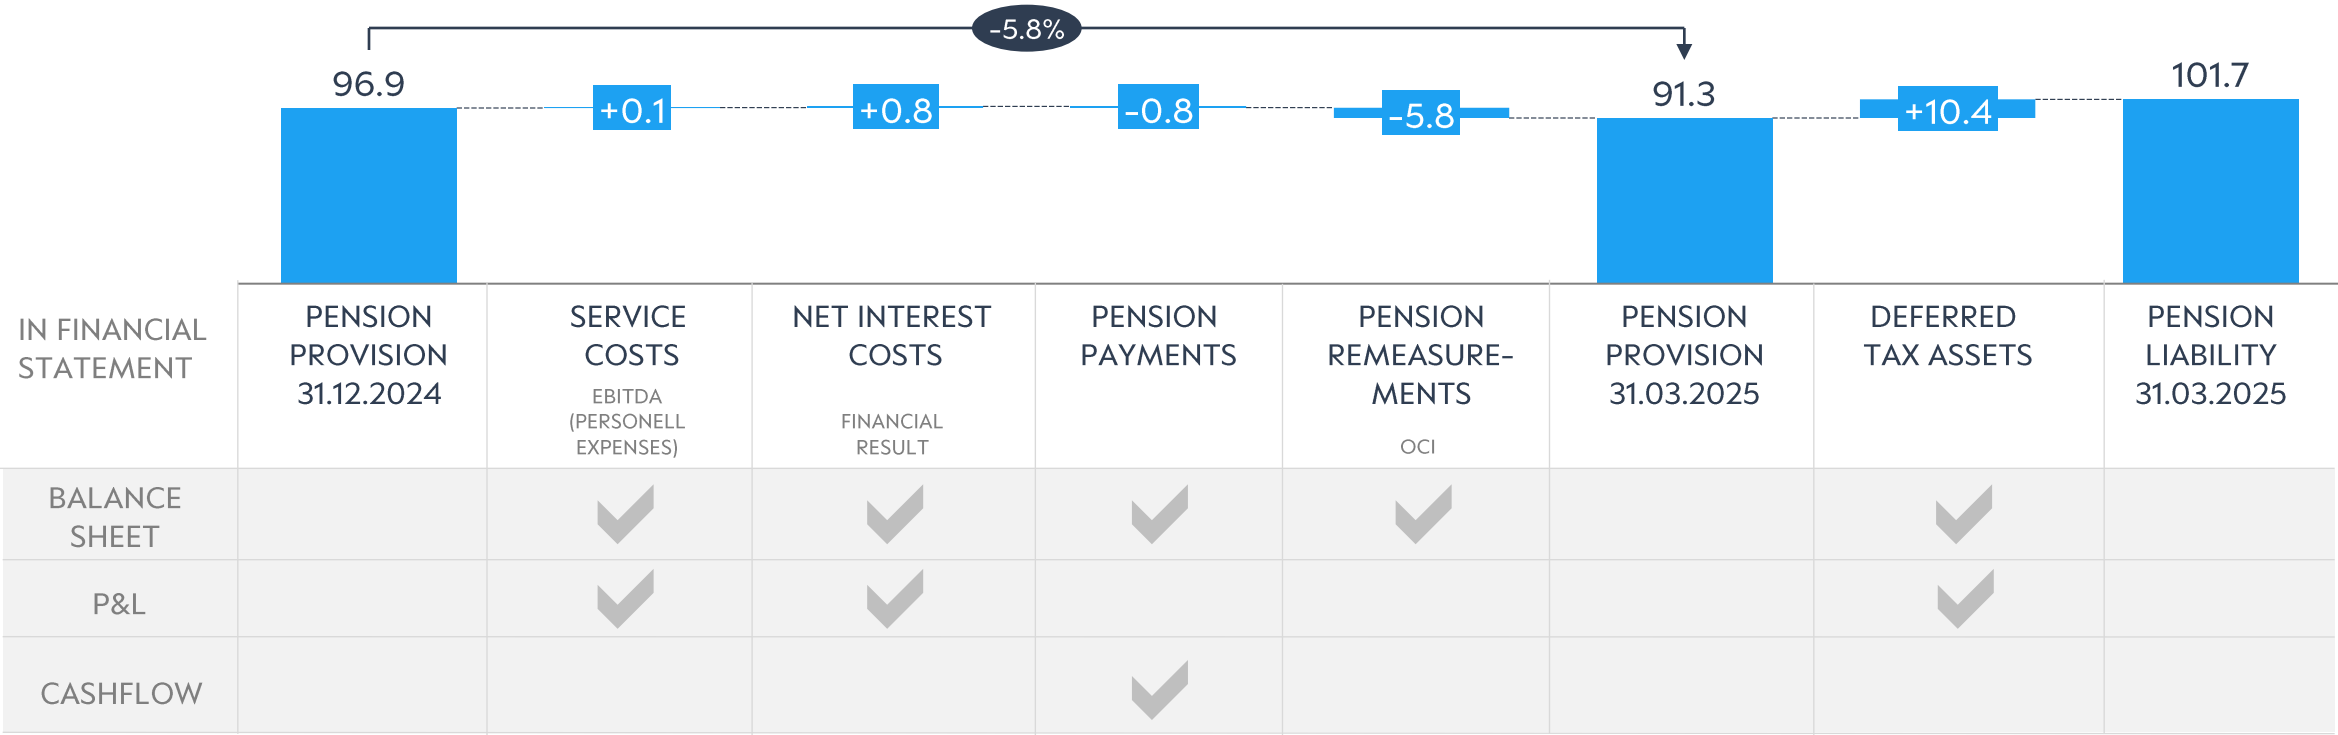 -5.8%
96.9
+0.1
+0.8
-0.8
-5.8
91.3
+10.4
101.7
IN FINANCIAL
STATEMENT
PENSION
PROVISION
31.12.2024
SERVICE
COSTS
EBITDA
(PERSONELL
EXPENSES)
NET INTEREST
COSTS
FINANCIAL
RESULT
PENSION
PAYMENTS
PENSION
REMEASURE-
MENTS
OCI
PENSION
PROVISION
31.03.2025
DEFERRED
TAX ASSETS
PENSION
LIABILITY
31.03.2025
BALANCE
SHEET
P&L
CASHFLOW